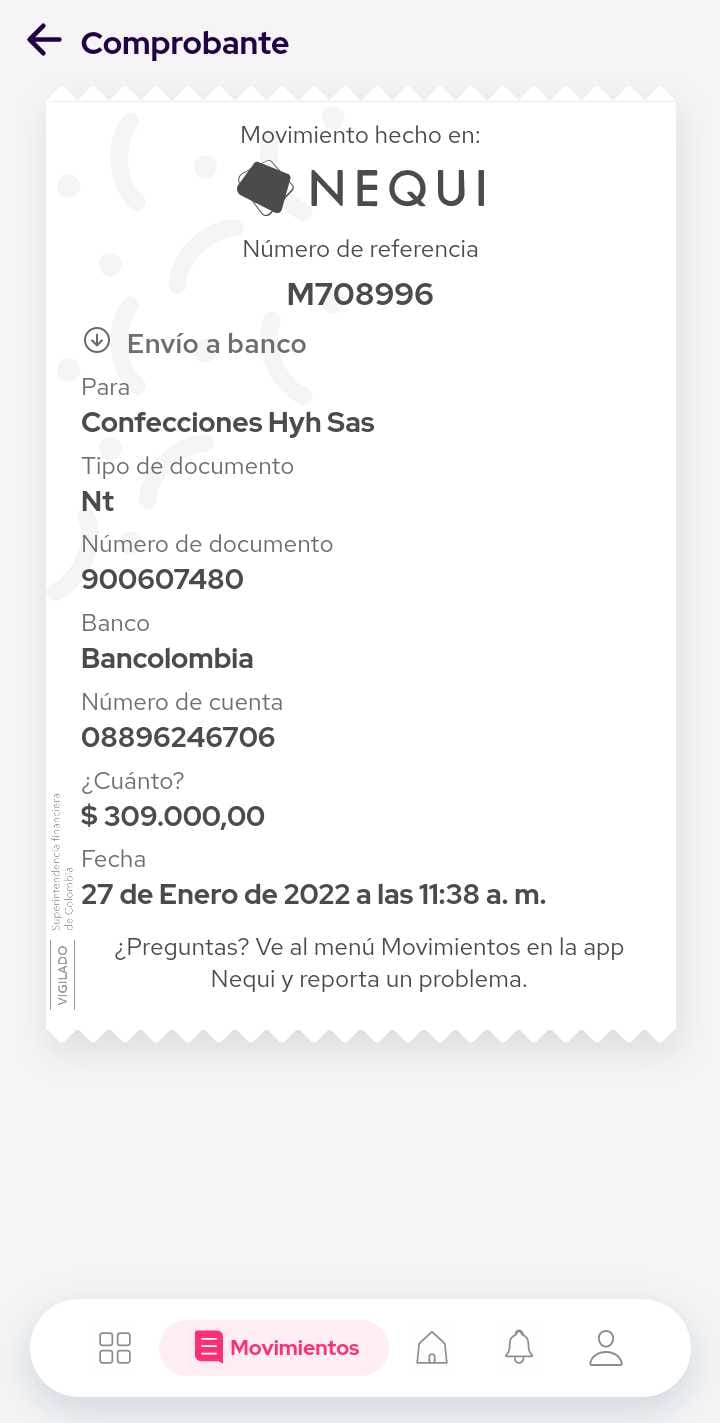 Comprobante
Movimiento hecho en:
NEQUI
Número de referencia
M708996
Envío a banco
Para
Confecciones Hyh Sas
Tipo de documento
Nt
Número de documento
900607480
Banco
Bancolombia
Número de cuenta
08896246706
¿Cuánto?
$ 309.000,00
Fecha
27 de Enero de 2022 a las 11:38 a. m.
¿Preguntas? Ve al menú Movimientos en la app
Nequi y reporta un problema.
VIGILADO
Superintendencia financiera
de Colombia
Movimientos